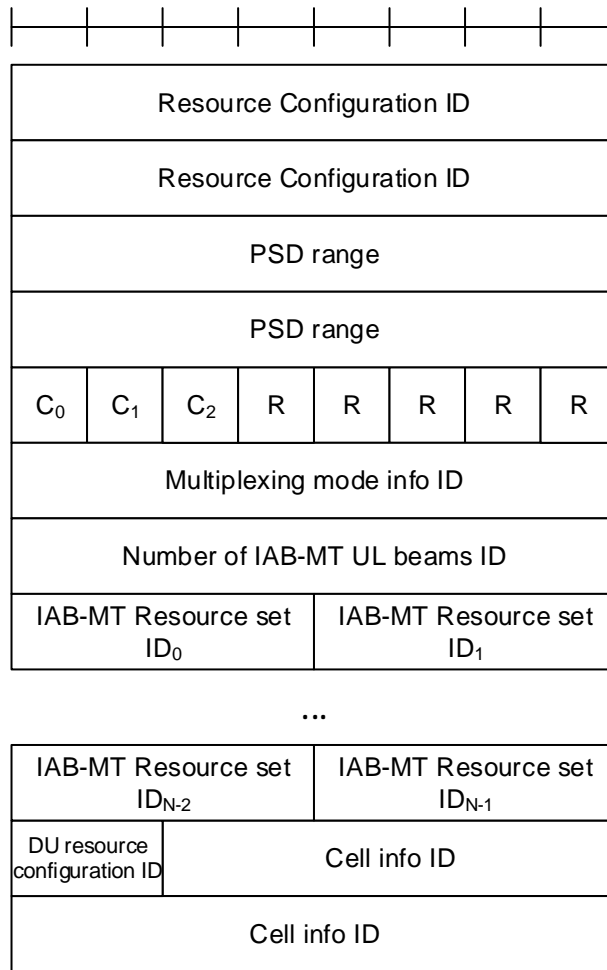 Resource Configuration ID
Resource Configuration ID
PSD range
PSD range
C₀ C₁ C₂ R R R R R
Multiplexing mode info ID
Number of IAB-MT UL beams ID
IAB-MT Resource set IAB-MT Resource set
ID₀ ID₁
...
IAB-MT Resource set IAB-MT Resource set
ID_N-2 ID_N-1
DU resource
configuration ID Cell info ID
Cell info ID